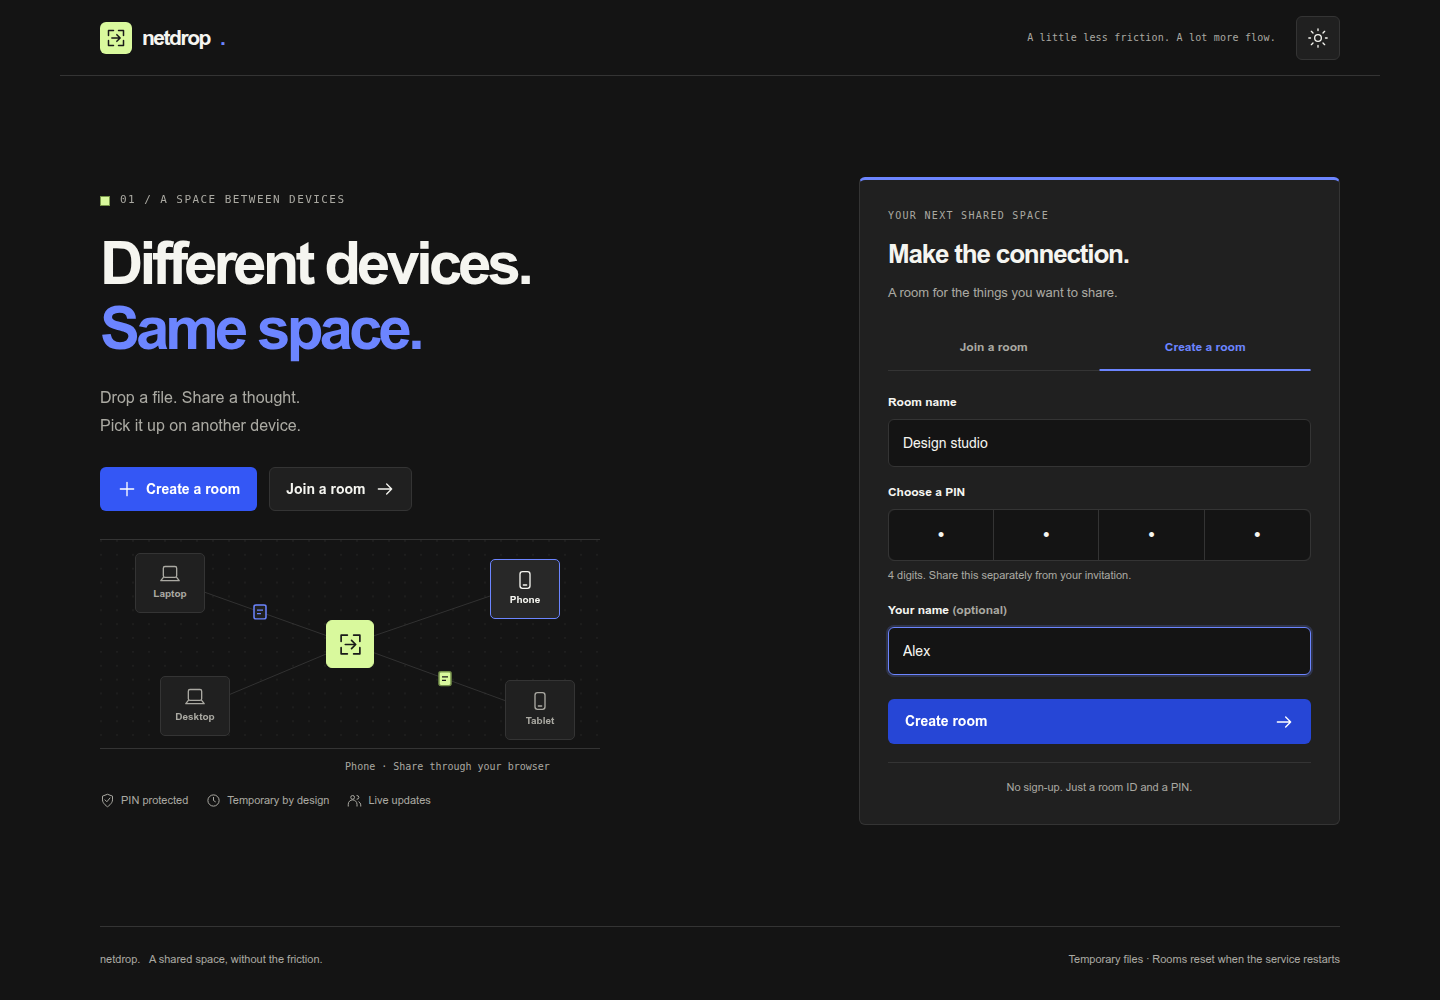 netdrop.
A little less friction. A lot more flow.
01 / A SPACE BETWEEN DEVICES
Different devices.
Same space.
Drop a file. Share a thought.
Pick it up on another device.
Create a room
Join a room
Laptop
Phone
Desktop
Tablet
Phone · Share through your browser
PIN protected
Temporary by design
Live updates
YOUR NEXT SHARED SPACE
Make the connection.
A room for the things you want to share.
Join a room
Create a room
Room name
Design studio
Choose a PIN
• • • •
4 digits. Share this separately from your invitation.
Your name (optional)
Alex
Create room
No sign-up. Just a room ID and a PIN.
netdrop. A shared space, without the friction.
Temporary files · Rooms reset when the service restarts